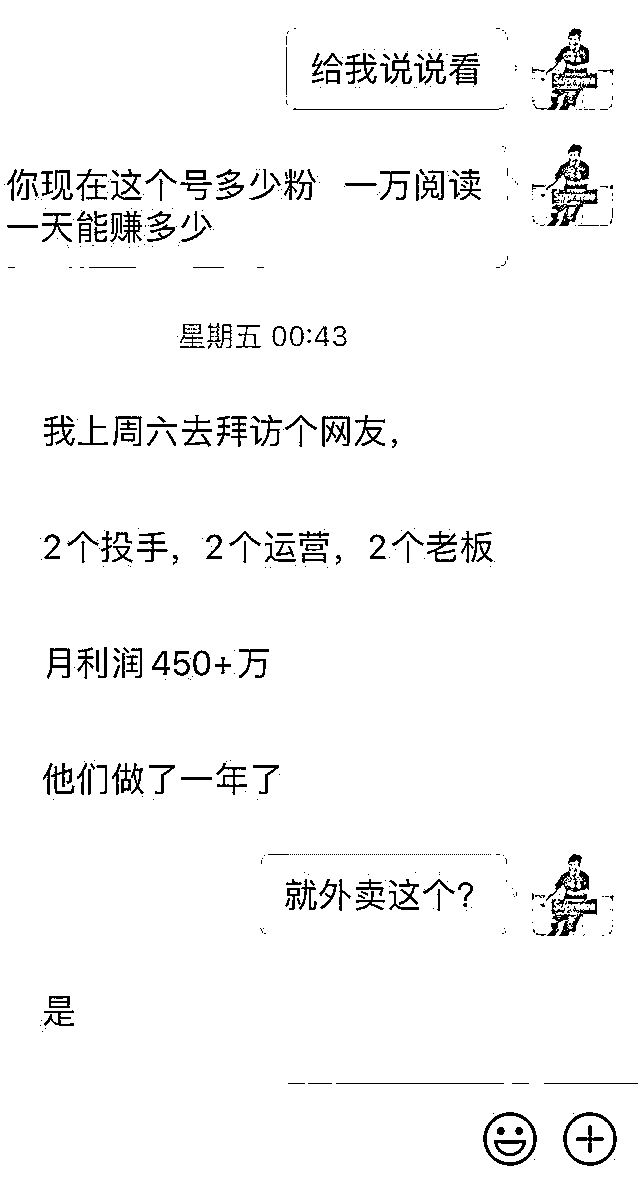 给我说说看
你现在这个号多少粉 一万阅读
一天能赚多少
星期五 00:43
我上周六去拜访个网友，
2个投手，2个运营，2个老板
月利润450+万
他们做了一年了
就外卖这个？
是